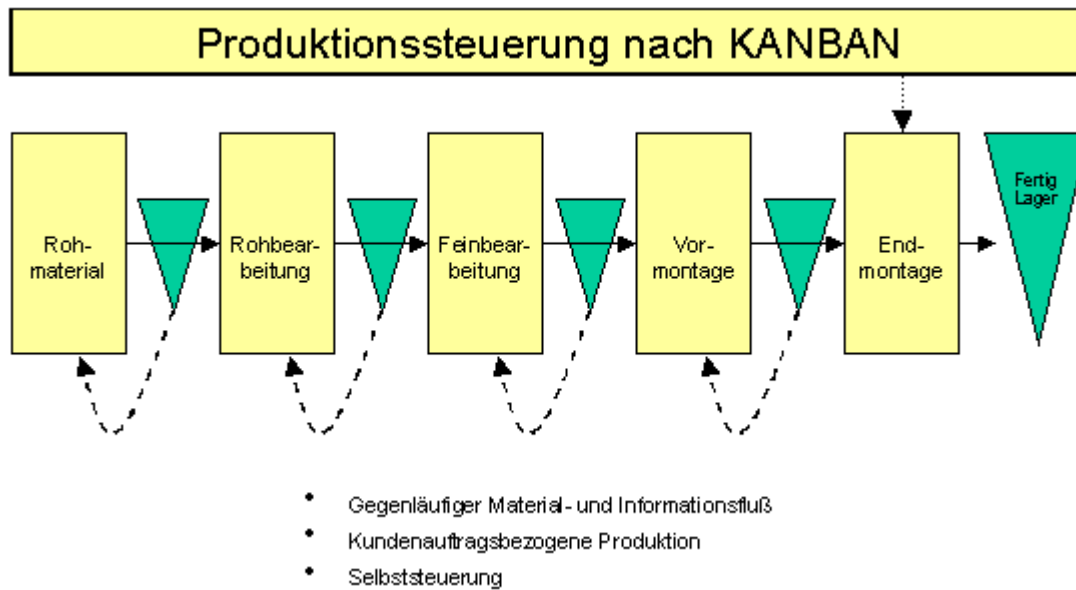 Produktionssteuerung nach KANBAN
Roh-
material
Rohbear-
beitung
Feinbear-
beitung
Vor-
montage
End-
montage
Fertig
Lager
• Gegenläufiger Material- und Informationsfluß
• Kundenauftragsbezogene Produktion
• Selbststeuerung